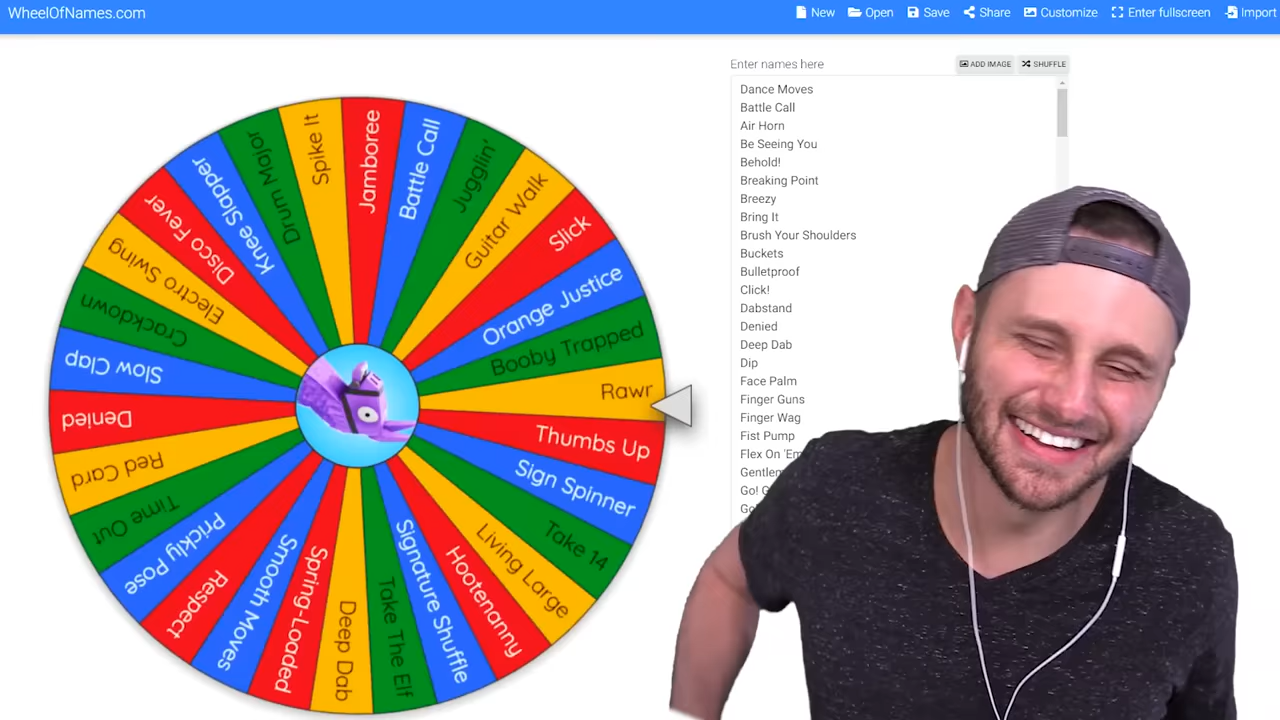 WheelOfNames.com
New
Open
Save
Share
Customize
Enter fullscreen
Import
Enter names here
ADD IMAGE
SHUFFLE
Dance Moves
Battle Call
Air Horn
Be Seeing You
Behold!
Breaking Point
Breezy
Bring It
Brush Your Shoulders
Buckets
Bulletproof
Click!
Dabstand
Denied
Deep Dab
Dip
Face Palm
Finger Guns
Finger Wag
Fist Pump
Flex On 'Em
Go!
Jamboree
Battle Call
Jugglin'
Guitar Walk
Slick
Orange Justice
Booby Trapped
Rawr
Thumbs Up
Sign Spinner
Take 14
Living Large
Hootenanny
Signature Shuffle
Take The Elf
Deep Dab
Spring-Loaded
Smooth Moves
Respect
Prickly Pose
Time Out
Red Card
Denied
Slow Clap
Crackdown
Electro Swing
Disco Fever
Knee Slapper
Drum Major
Spike It